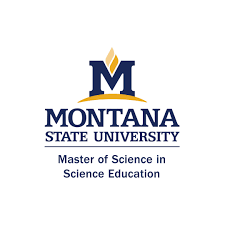 M
MONTANA
STATE UNIVERSITY
Master of Science in
Science Education